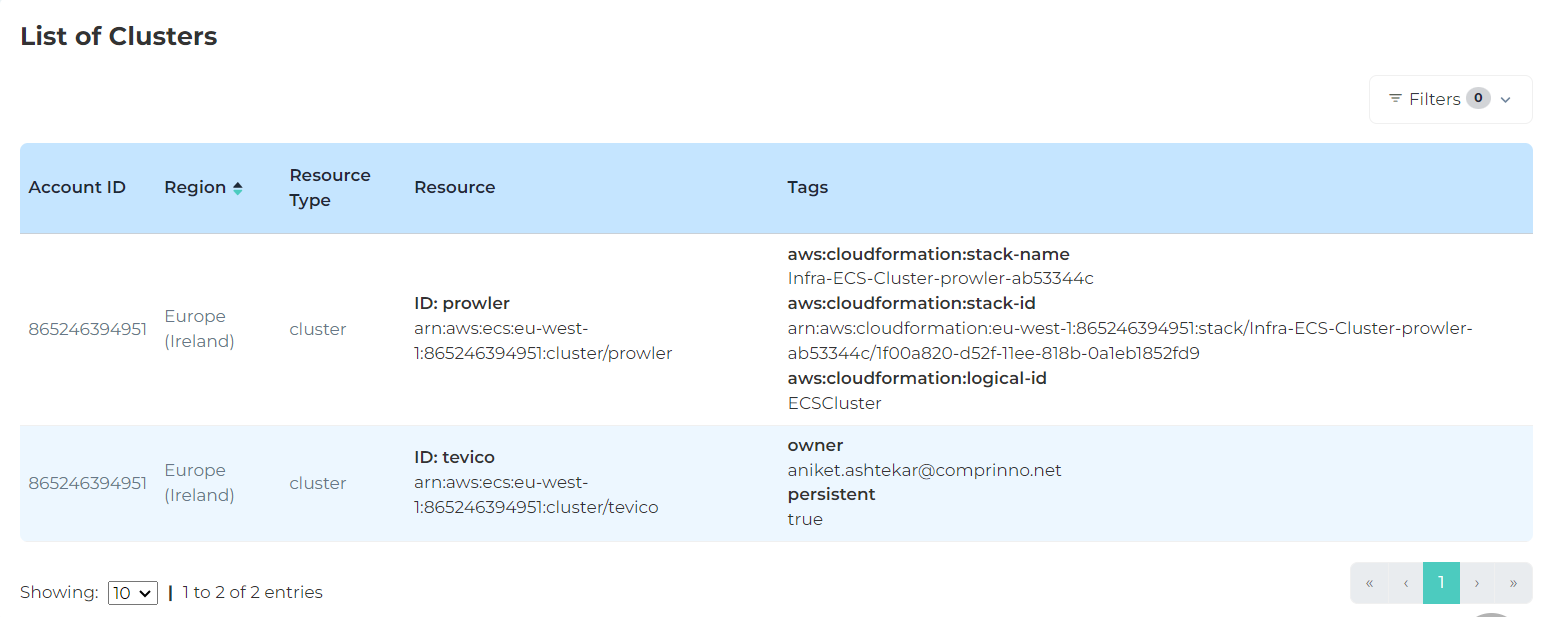 List of Clusters
Filters 0
Account ID
Region
Resource
Type
Resource
Tags
865246394951
Europe
(Ireland)
cluster
ID: prowler
arn:aws:ecs:eu-west-
1:865246394951:cluster/prowler
aws:cloudformation:stack-name
Infra-ECS-Cluster-prowler-ab53344c
aws:cloudformation:stack-id
arn:aws:cloudformation:eu-west-1:865246394951:stack/Infra-ECS-Cluster-prowler-
ab53344c/1f00a820-d52f-11ee-818b-0a1eb1852fd9
aws:cloudformation:logical-id
ECSCluster
865246394951
Europe
(Ireland)
cluster
ID: tevico
arn:aws:ecs:eu-west-
1:865246394951:cluster/tevico
owner
aniket.ashtekar@comprinno.net
persistent
true
Showing: 10 | 1 to 2 of 2 entries
« ‹ 1 › »